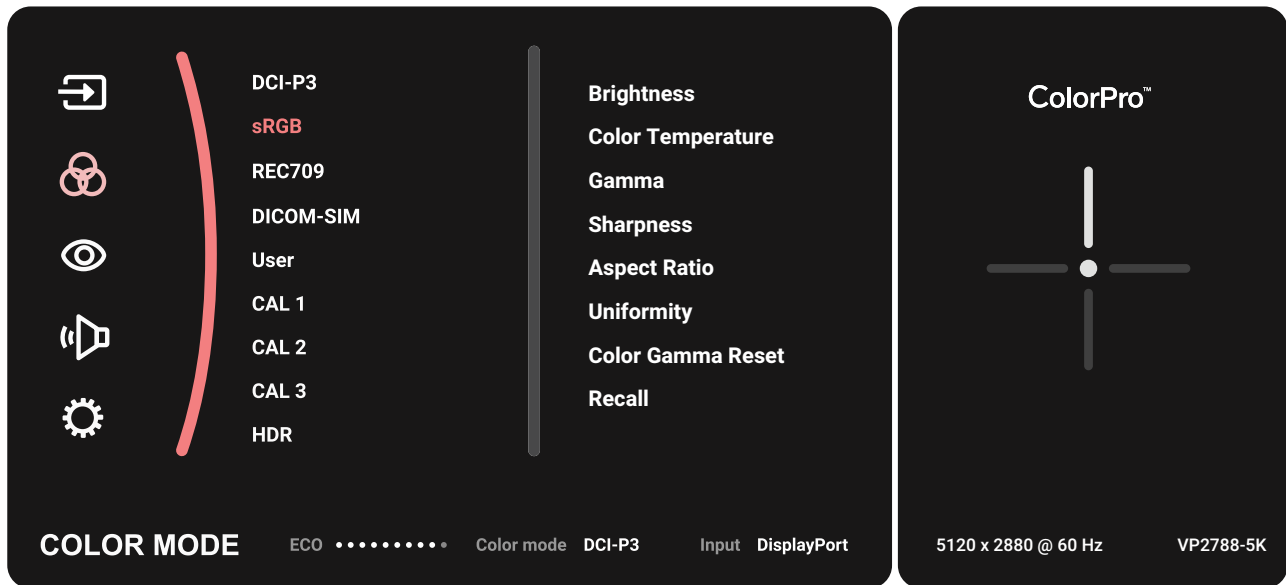 DCI-P3
sRGB
REC709
DICOM-SIM
User
CAL 1
CAL 2
CAL 3
HDR
Brightness
Color Temperature
Gamma
Sharpness
Aspect Ratio
Uniformity
Color Gamma Reset
Recall
COLOR MODE
ECO
Color mode DCI-P3
Input DisplayPort
ColorPro™
5120 x 2880 @ 60 Hz
VP2788-5K